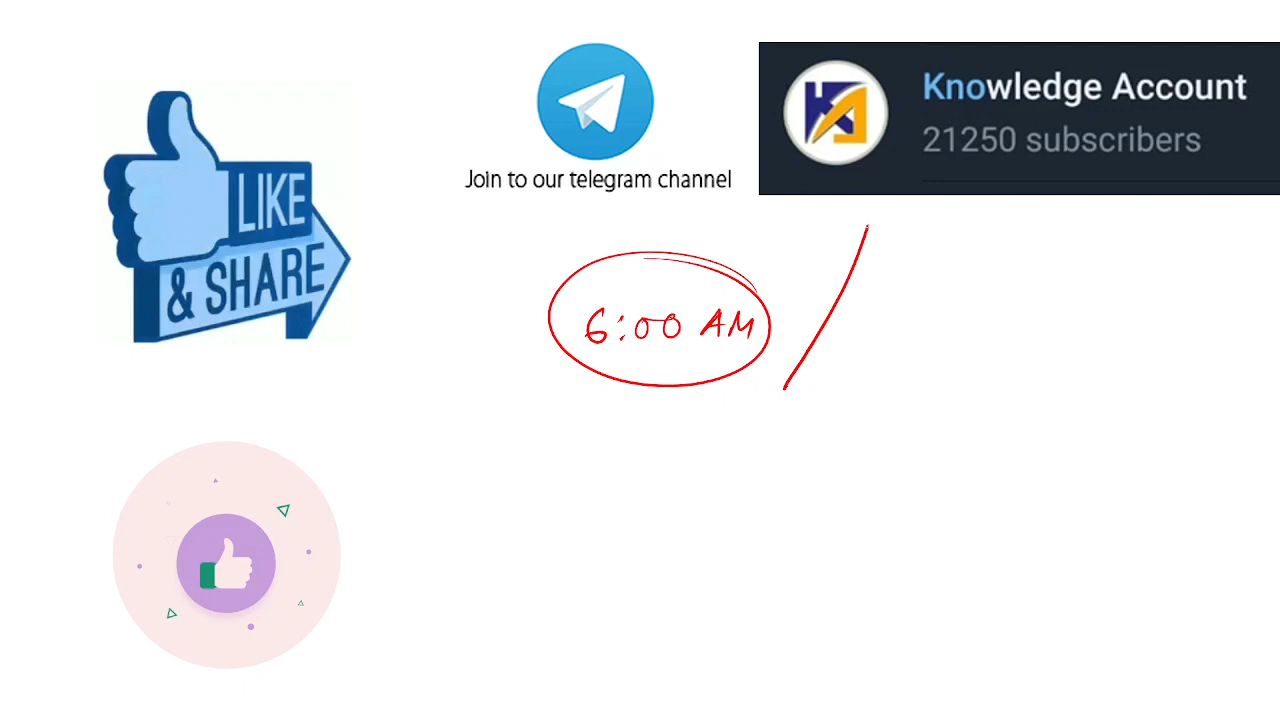 LIKE
& SHARE
Join to our telegram channel
Knowledge Account
21250 subscribers
6:00 AM